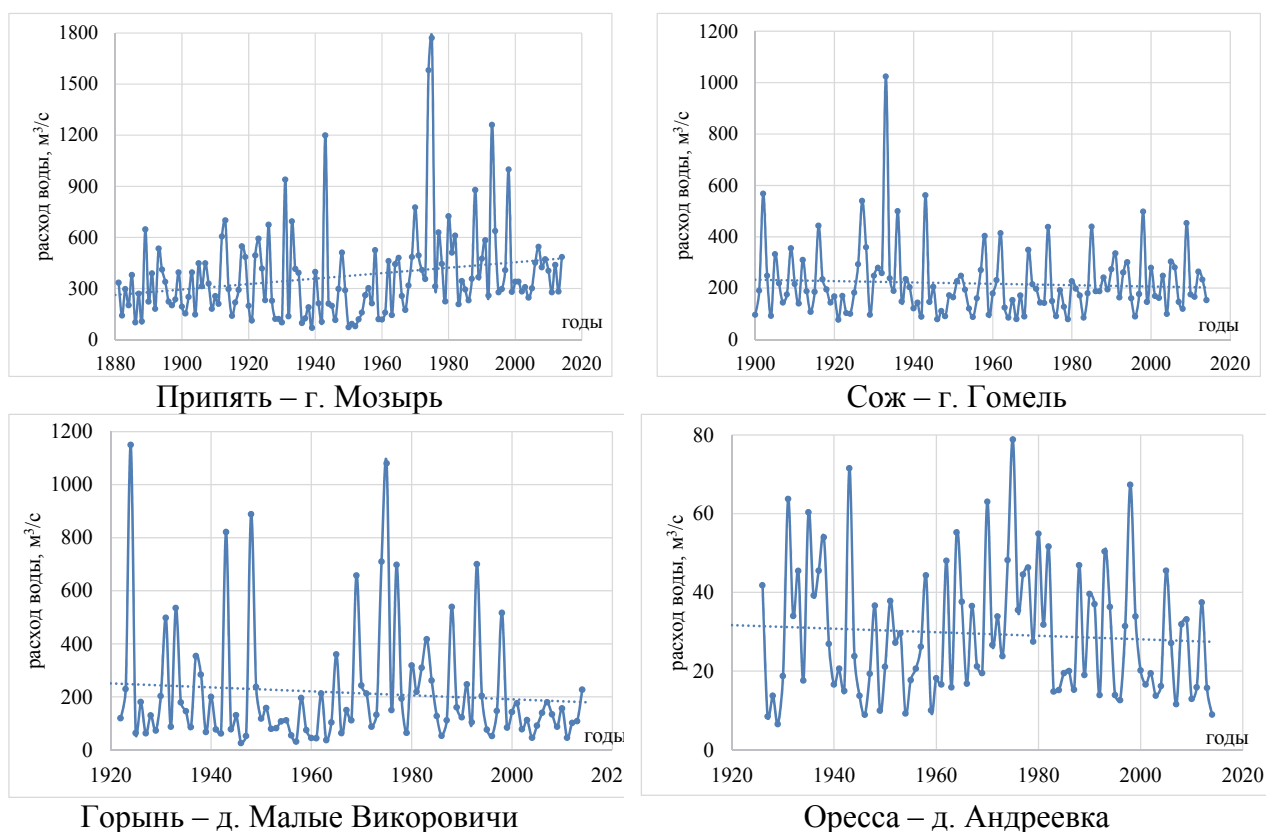 расход воды, м³/с
1800
1500
1200
900
600
300
0
годы
1880 1900 1920 1940 1960 1980 2000 2020
Припять – г. Мозырь
расход воды, м³/с
1200
1000
800
600
400
200
0
годы
1900 1920 1940 1960 1980 2000 2020
Сож – г. Гомель
расход воды, м³/с
1200
1000
800
600
400
200
0
годы
1920 1940 1960 1980 2000 202
Горынь – д. Малые Викоровичи
расход воды, м³/с
80
60
40
20
0
годы
1920 1940 1960 1980 2000 2020
Оресса – д. Андреевка